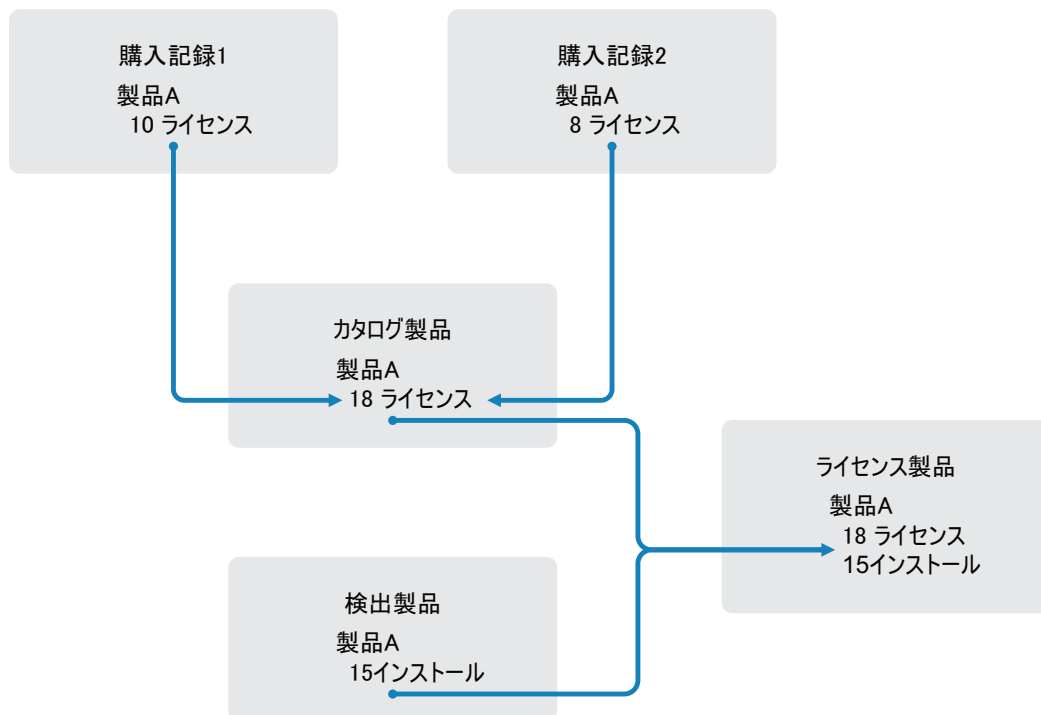 購入記録1
製品A
10 ライセンス
購入記録2
製品A
8 ライセンス
カタログ製品
製品A
18 ライセンス
ライセンス製品
製品A
18 ライセンス
15インストール
検出製品
製品A
15インストール